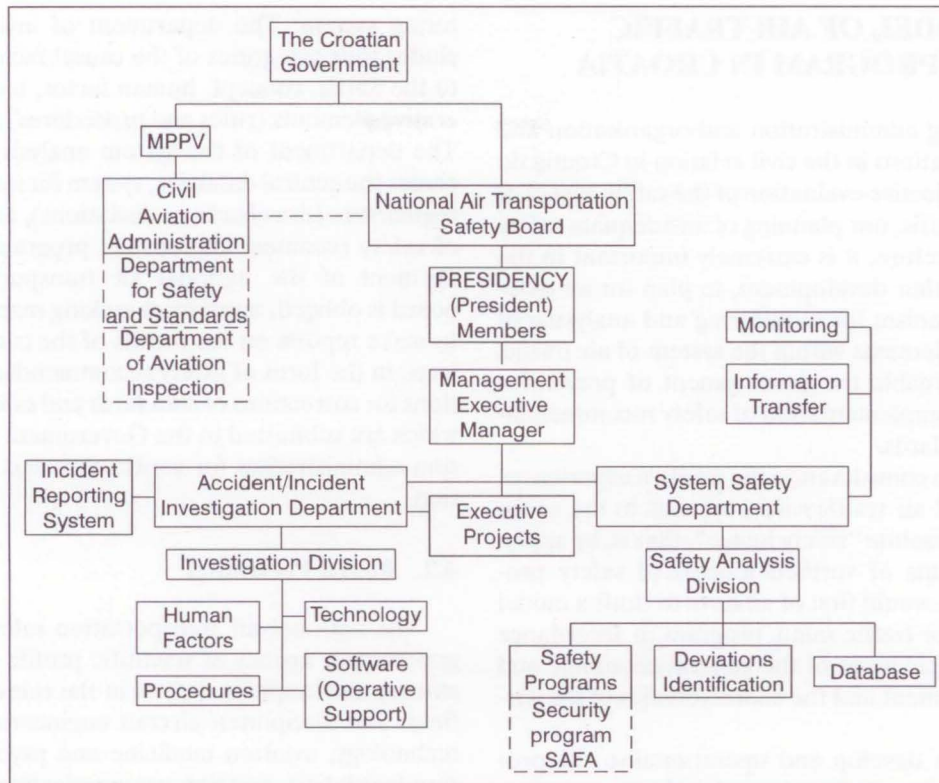 The Croatian
Government
MPPV
Civil
Aviation
Administration
Department
for Safety
and Standards
Department
of Aviation
Inspection
National Air Transportation
Safety Board
PRESIDENCY
(President)
Members
Management
Executive
Manager
Executive
Projects
Monitoring
Information
Transfer
Incident
Reporting
System
Accident/Incident
Investigation Department
System Safety
Department
Investigation Division
Human
Factors
Technology
Procedures
Software
(Operative
Support)
Safety Analysis
Division
Safety
Programs
Security
program
SAFA
Deviations
Identification
Database